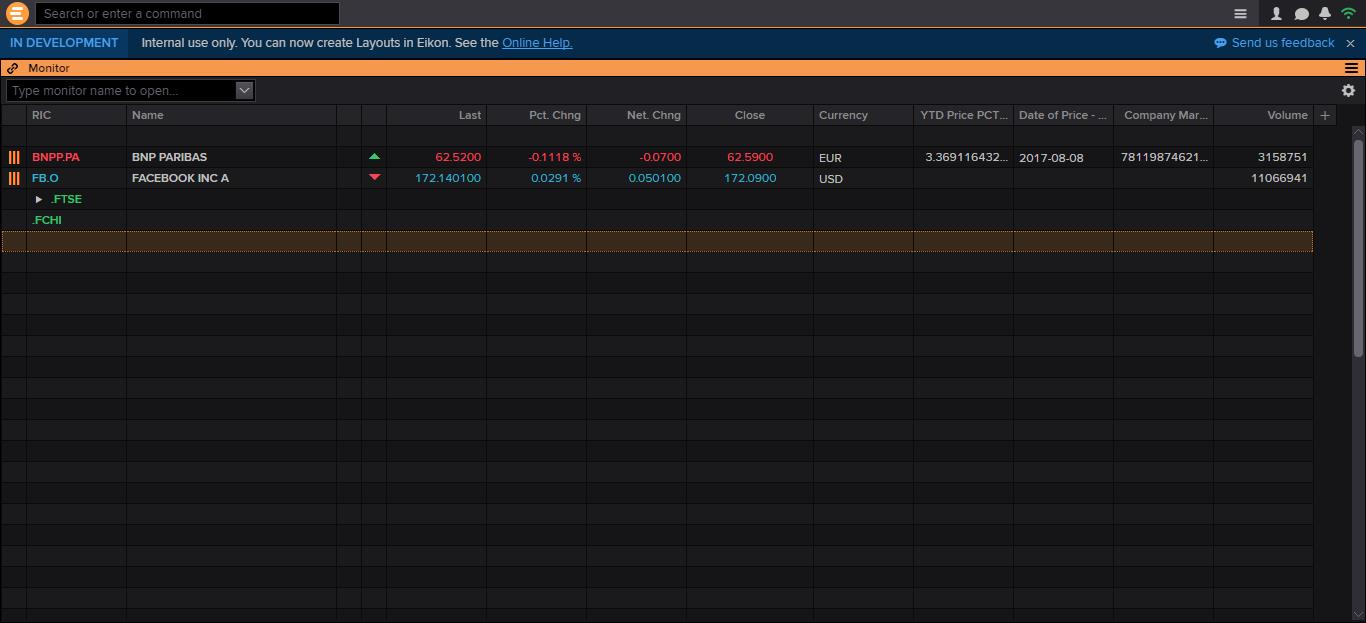 Search or enter a command
IN DEVELOPMENT Internal use only. You can now create Layouts in Eikon. See the Online Help. Send us feedback
Monitor
Type monitor name to open...
RIC Name Last Pct. Chng Net. Chng Close Currency YTD Price PCT... Date of Price - ... Company Mar... Volume +
BNPP.PA BNP PARIBAS 62.5200 -0.1118 % -0.0700 62.5900 EUR 3.369116432... 2017-08-08 78119874621... 3158751
FB.O FACEBOOK INC A 172.140100 0.0291 % 0.050100 172.0900 USD 11066941
.FTSE
.FCHI